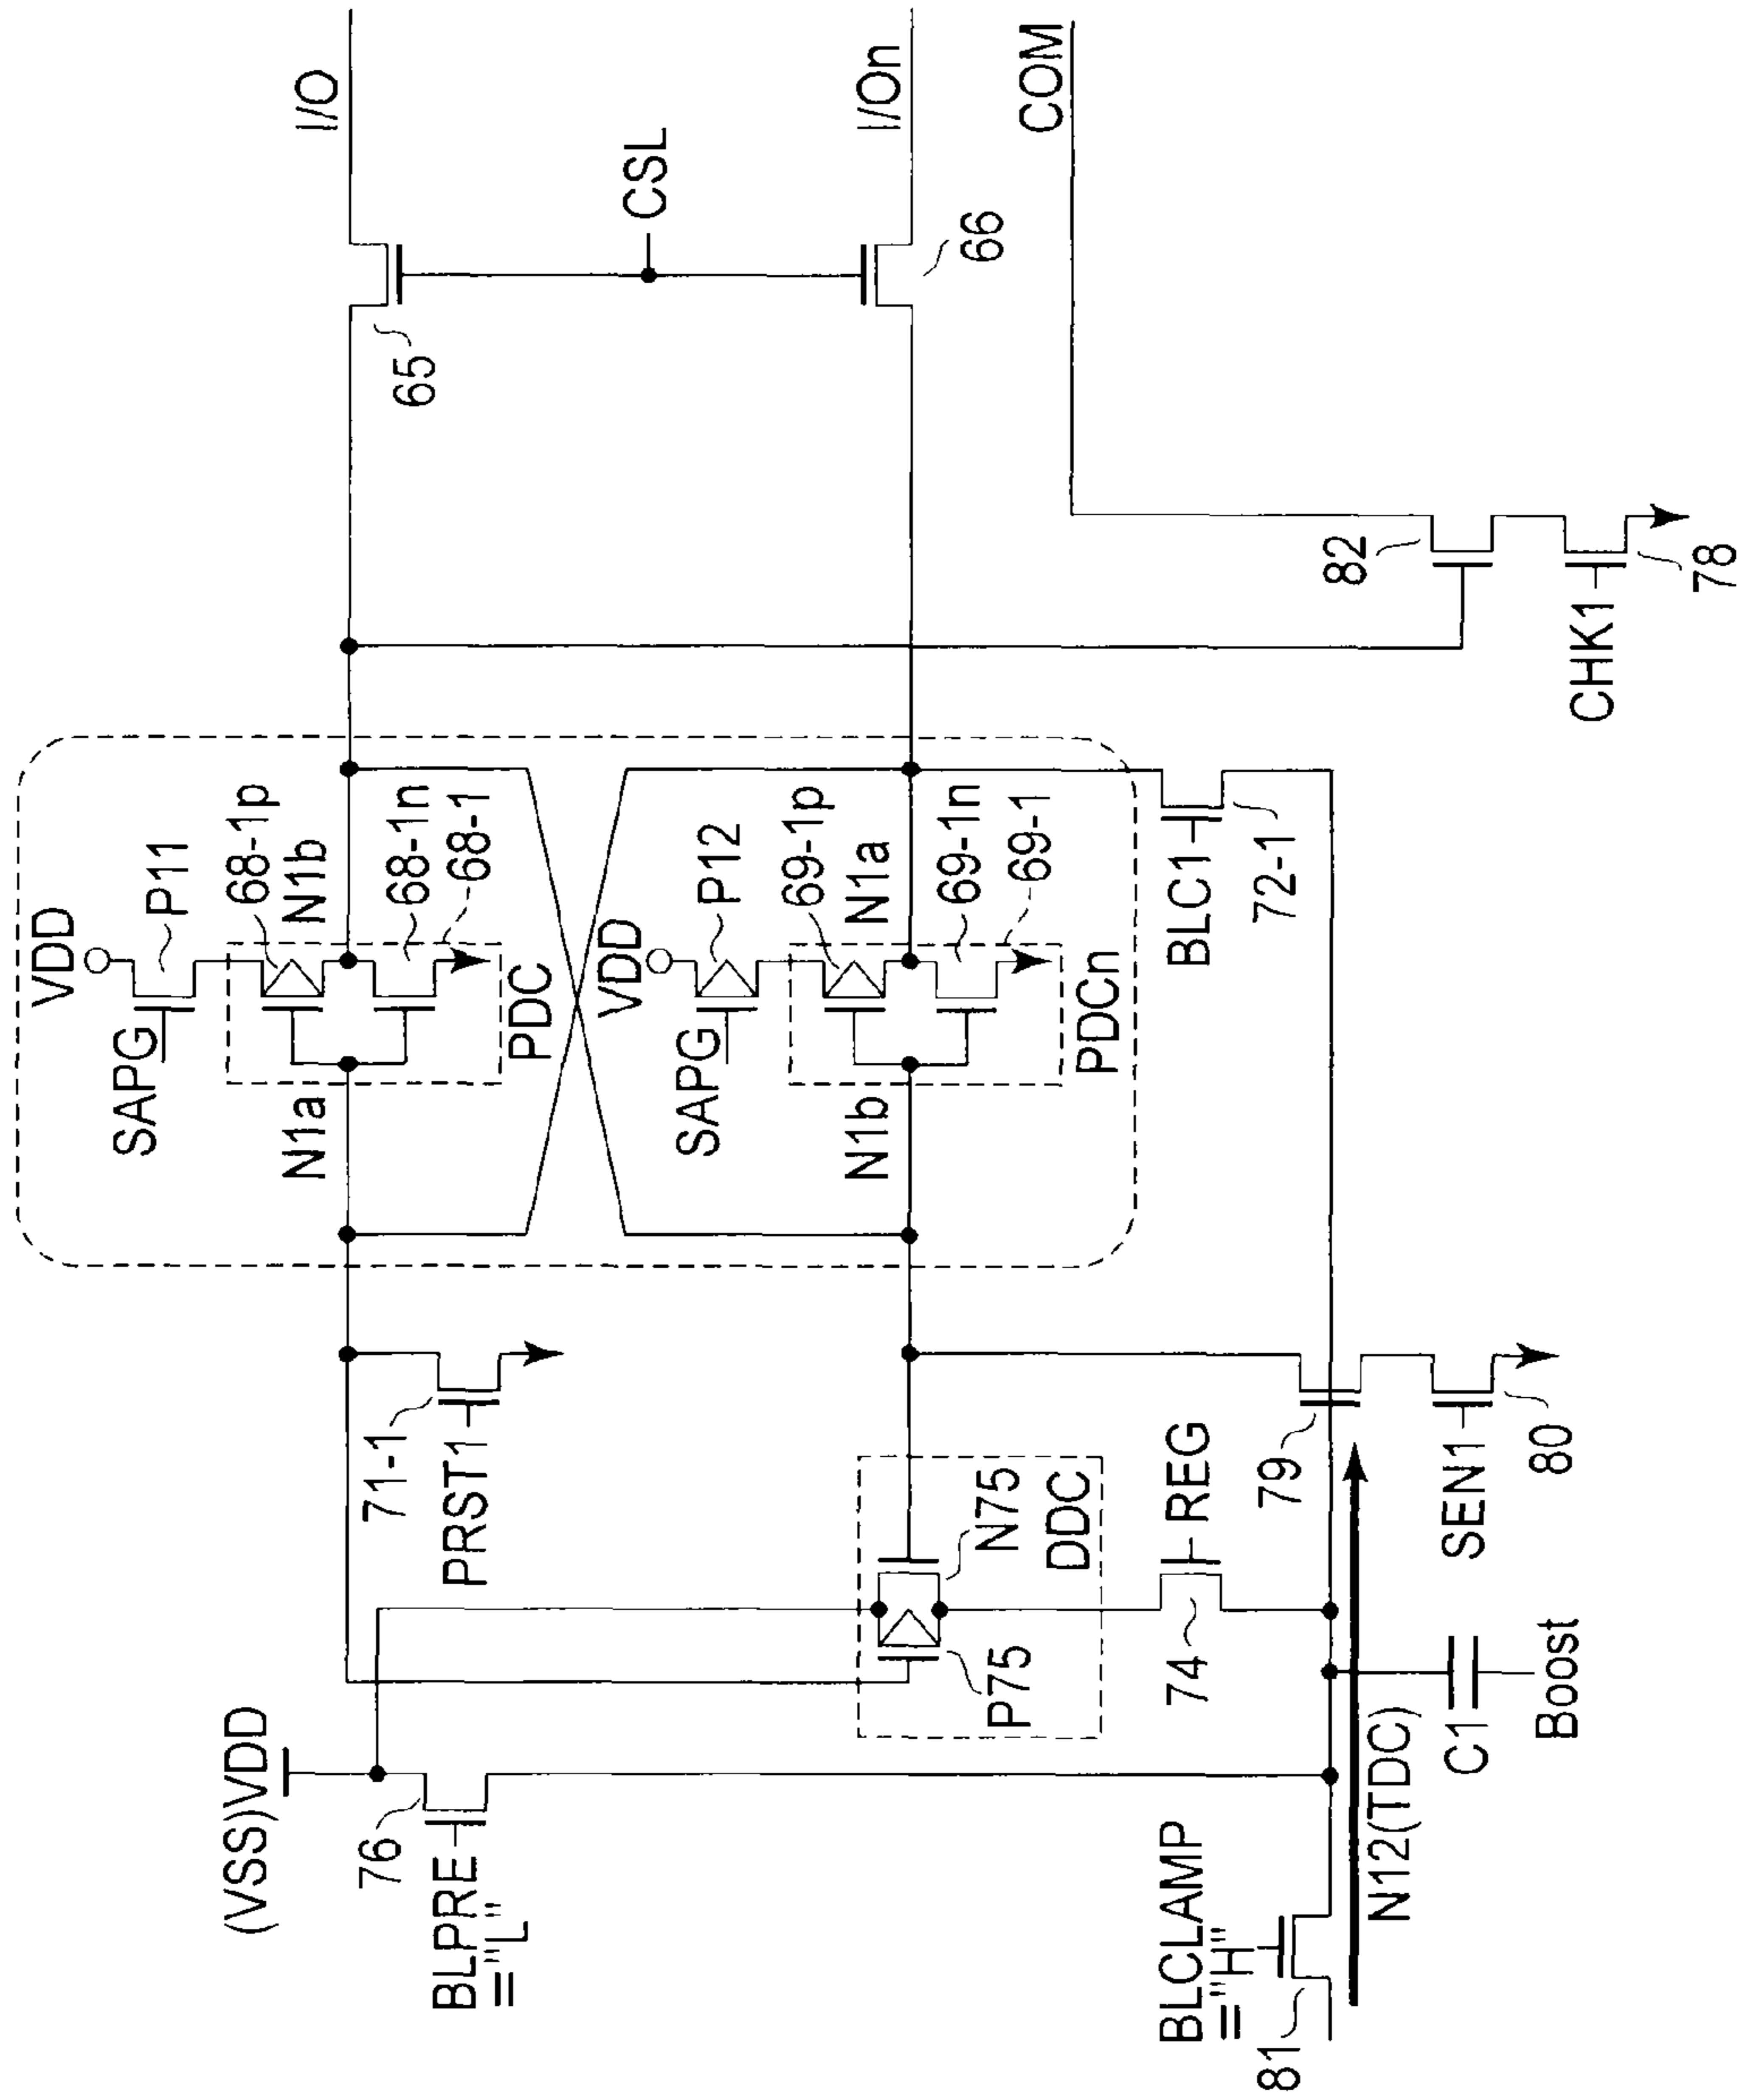 I/O
I/On
COM
CSL
65
66
82
CHK1
78
VDD
P11
SAPG
68-1p
N1b
68-1n
68-1
N1a
PDC
VDD
P12
SAPG
69-1p
N1a
69-1n
69-1
N1b
PDCn
BLC1
72-1
71-1
PRST1
(VSS)VDD
76
BLPRE
="L"
N75
DDC
P75
REG
74
79
SEN1
80
BLCLAMP
="H"
81
N12(TDC)
C1
Boost